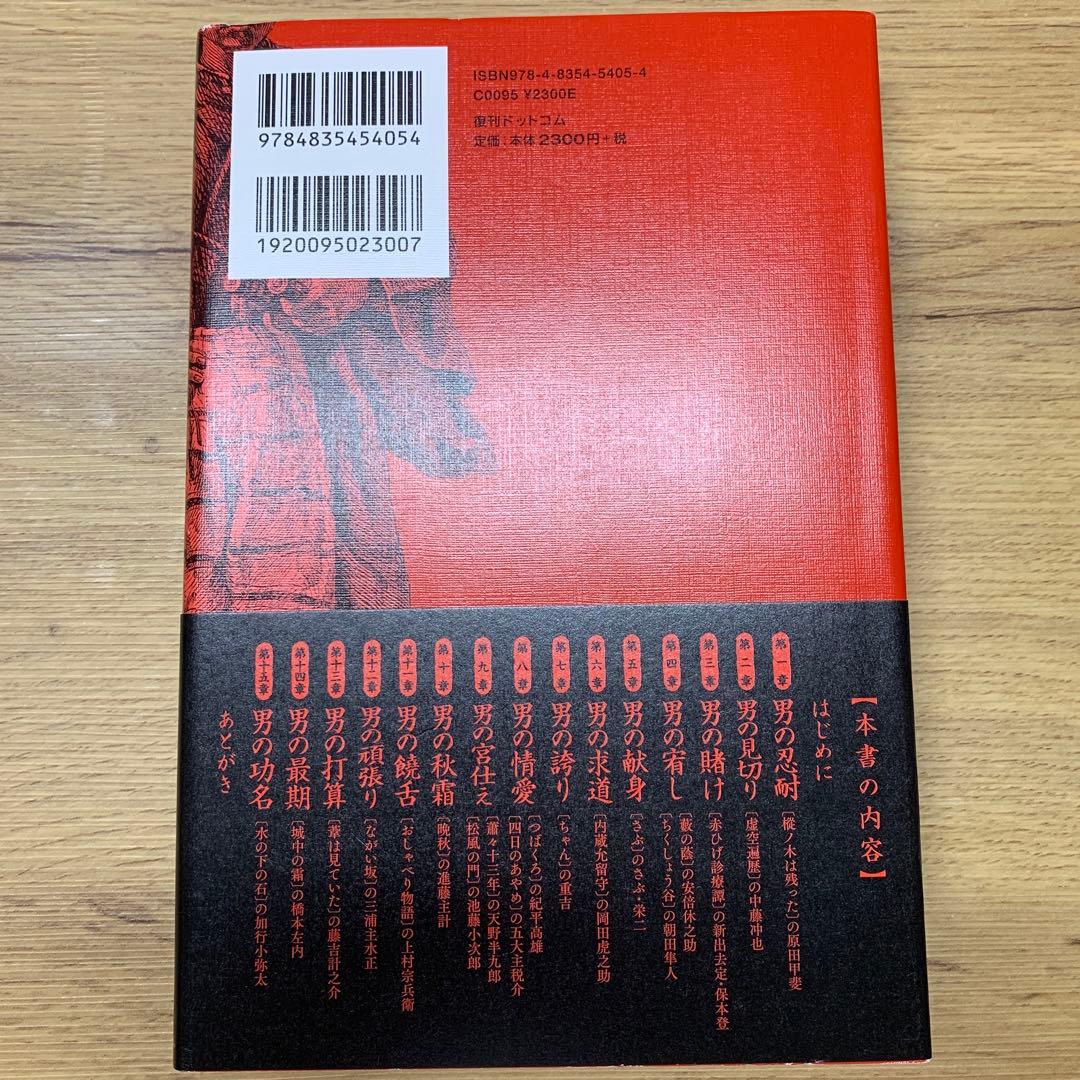 9784835454054
1920095023007
ISBN978-4-8354-5405-4
C0095 ¥2300E
復刊ドットコム
定価：本体2300円+税
【本書の内容】
はじめに
第一章 男の忍耐 [樅ノ木は残った]の原田甲斐
第二章 男の見切り [虚空遍歴]の中藤冲也
第三章 男の賭け [赤ひげ診療譚]の新出去定・保本登
第四章 男の宥し [ちくしょう谷]の朝田隼人
[藪の蔭]の安倍休之助
第五章 男の献身 [さぶ]のさぶ・栄二
第六章 男の求道 [内蔵允留守]の岡田虎之助
第七章 男の誇り [ちゃん]の重吉
第八章 男の情愛 [つばくろ]の紀平高雄
[四日のあやめ]の五大主税介
第九章 男の宮仕え [蕭々十三年]の天野半九郎
[松風の門]の池藤小次郎
第十章 男の秋霜 [晩秋]の進藤主計
第十一章 男の饒舌 [おしゃべり物語]の上村宗兵衛
第十二章 男の頑張り [ながい坂]の三浦主水正
第十三章 男の打算 [葦は見ていた]の藤吉計之介
第十四章 男の最期 [城中の霜]の橋本左内
第十五章 男の功名 [水の下の石]の加行小弥太
あとがき